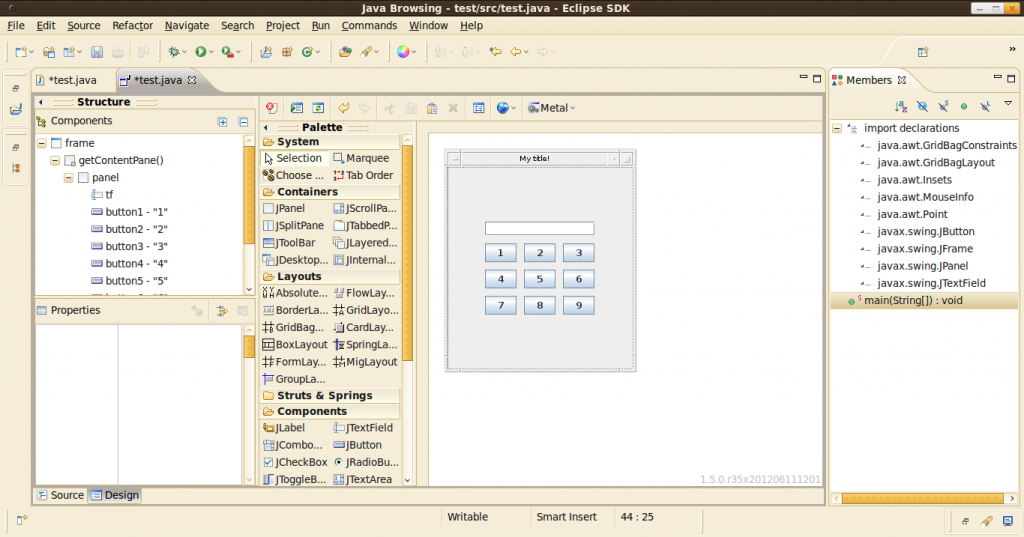 Java Browsing - test/src/test.java - Eclipse SDK
File Edit Source Refactor Navigate Search Project Run Commands Window Help
*test.java
*test.java
Structure
Components
frame
getContentPane()
panel
tf
button1 - "1"
button2 - "2"
button3 - "3"
button4 - "4"
button5 - "5"
Properties
Metal
Palette
System
Selection Marquee
Choose ... Tab Order
Containers
JPanel JScrollPa...
JSplitPane JTabbedP...
JToolBar JLayered...
JDesktop... JInternal...
Layouts
Absolute... FlowLay...
BorderLa... GridLayo...
GridBag... CardLay...
BoxLayout SpringLa...
FormLay... MigLayout
GroupLa...
Struts & Springs
Components
JLabel JTextField
JCombo... JButton
JCheckBox JRadioBu...
JToggleB... JTextArea
My title!
1 2 3
4 5 6
7 8 9
1.5.0.r35x201206111201
Members
import declarations
java.awt.GridBagConstraints
java.awt.GridBagLayout
java.awt.Insets
java.awt.MouseInfo
java.awt.Point
javax.swing.JButton
javax.swing.JFrame
javax.swing.JPanel
javax.swing.JTextField
main(String[]) : void
Source Design
Writable Smart Insert 44 : 25